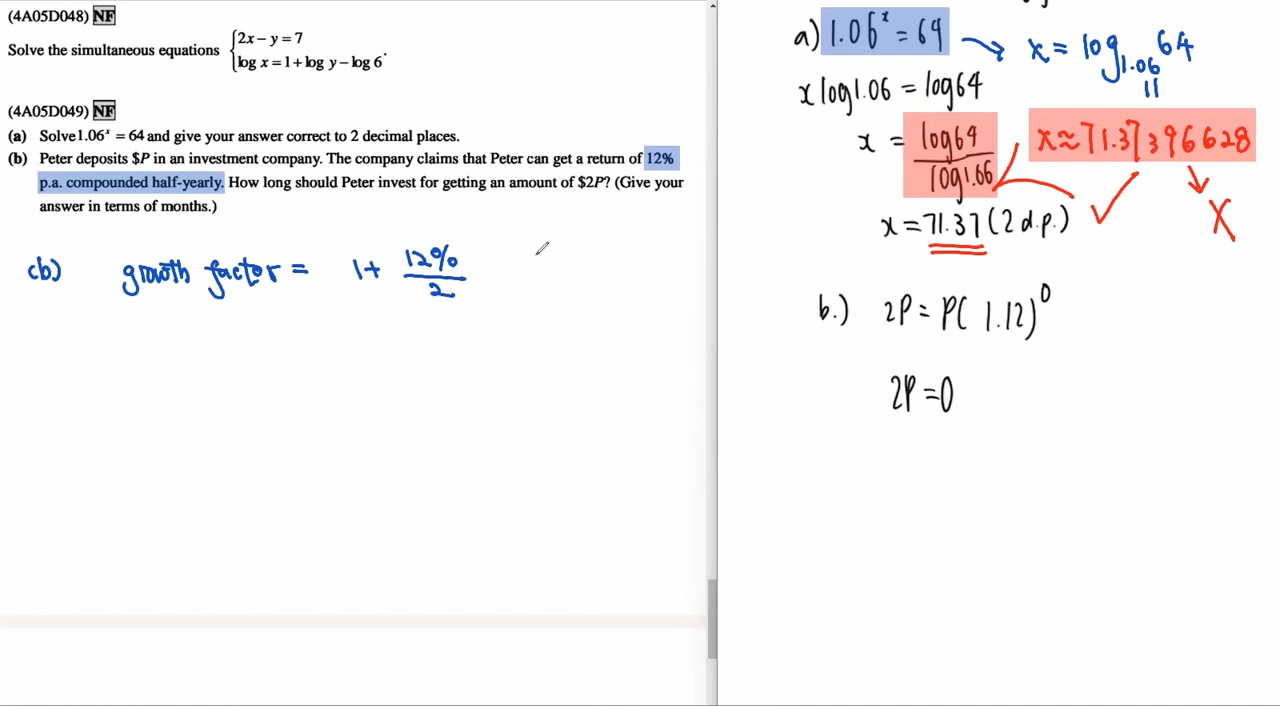 (4A05D048) NF
Solve the simultaneous equations { 2x − y = 7
log x = 1 + log y − log 6 .
(4A05D049) NF
(a) Solve 1.06ˣ = 64 and give your answer correct to 2 decimal places.
(b) Peter deposits $P in an investment company. The company claims that Peter can get a return of 12%
p.a. compounded half-yearly. How long should Peter invest for getting an amount of $2P? (Give your
answer in terms of months.)
(b) growth factor = 1 + 12%/2
a) 1.06ˣ = 64 → x = log₁.₀₆ 64
x log 1.06 = log 64
x = log 64 / log 1.06
x ≈ 71.37396628
x = 71.37 (2 d.p.)
b.) 2P = P( 1.12)⁰
2P = 0